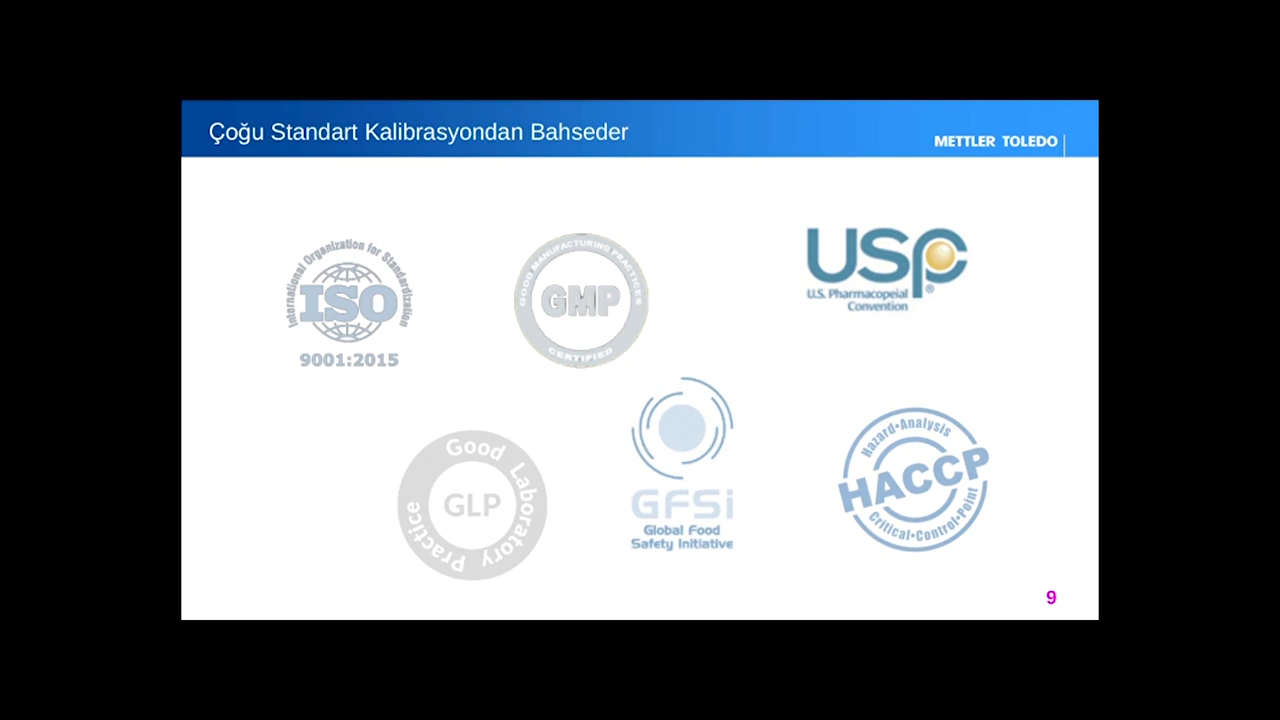 Çoğu Standart Kalibrasyondan Bahseder
METTLER TOLEDO
International Organization for Standardization
ISO
9001:2015
GOOD MANUFACTURING PRACTICES
GMP
CERTIFIED
USP
®
U.S. Pharmacopeial
Convention
Good Laboratory Practice
GLP
GFSi
Global Food
Safety Initiative
Hazard•Analysis
HACCP
Critical•Control•Point
9